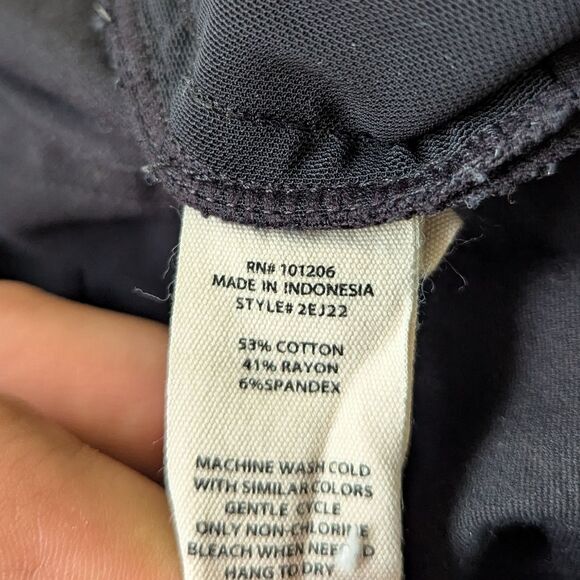 RN# 101206
MADE IN INDONESIA
STYLE# 2EJ22
53% COTTON
41% RAYON
6%SPANDEX
MACHINE WASH COLD
WITH SIMILAR COLORS
GENTLE CYCLE
ONLY NON-CHLORINE
BLEACH WHEN NEEDED
HANG TO DRY